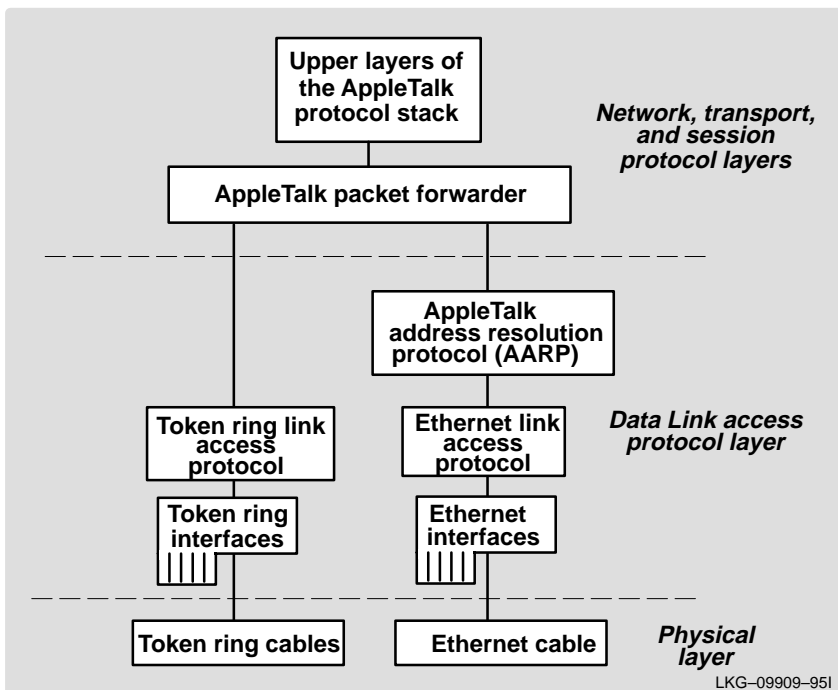 Upper layers of
the AppleTalk
protocol stack
Network, transport,
and session
protocol layers
AppleTalk packet forwarder
AppleTalk
address resolution
protocol (AARP)
Token ring link
access
protocol
Ethernet link
access
protocol
Data Link access
protocol layer
Token ring
interfaces
Ethernet
interfaces
Token ring cables
Ethernet cable
Physical
layer
LKG–09909–95I